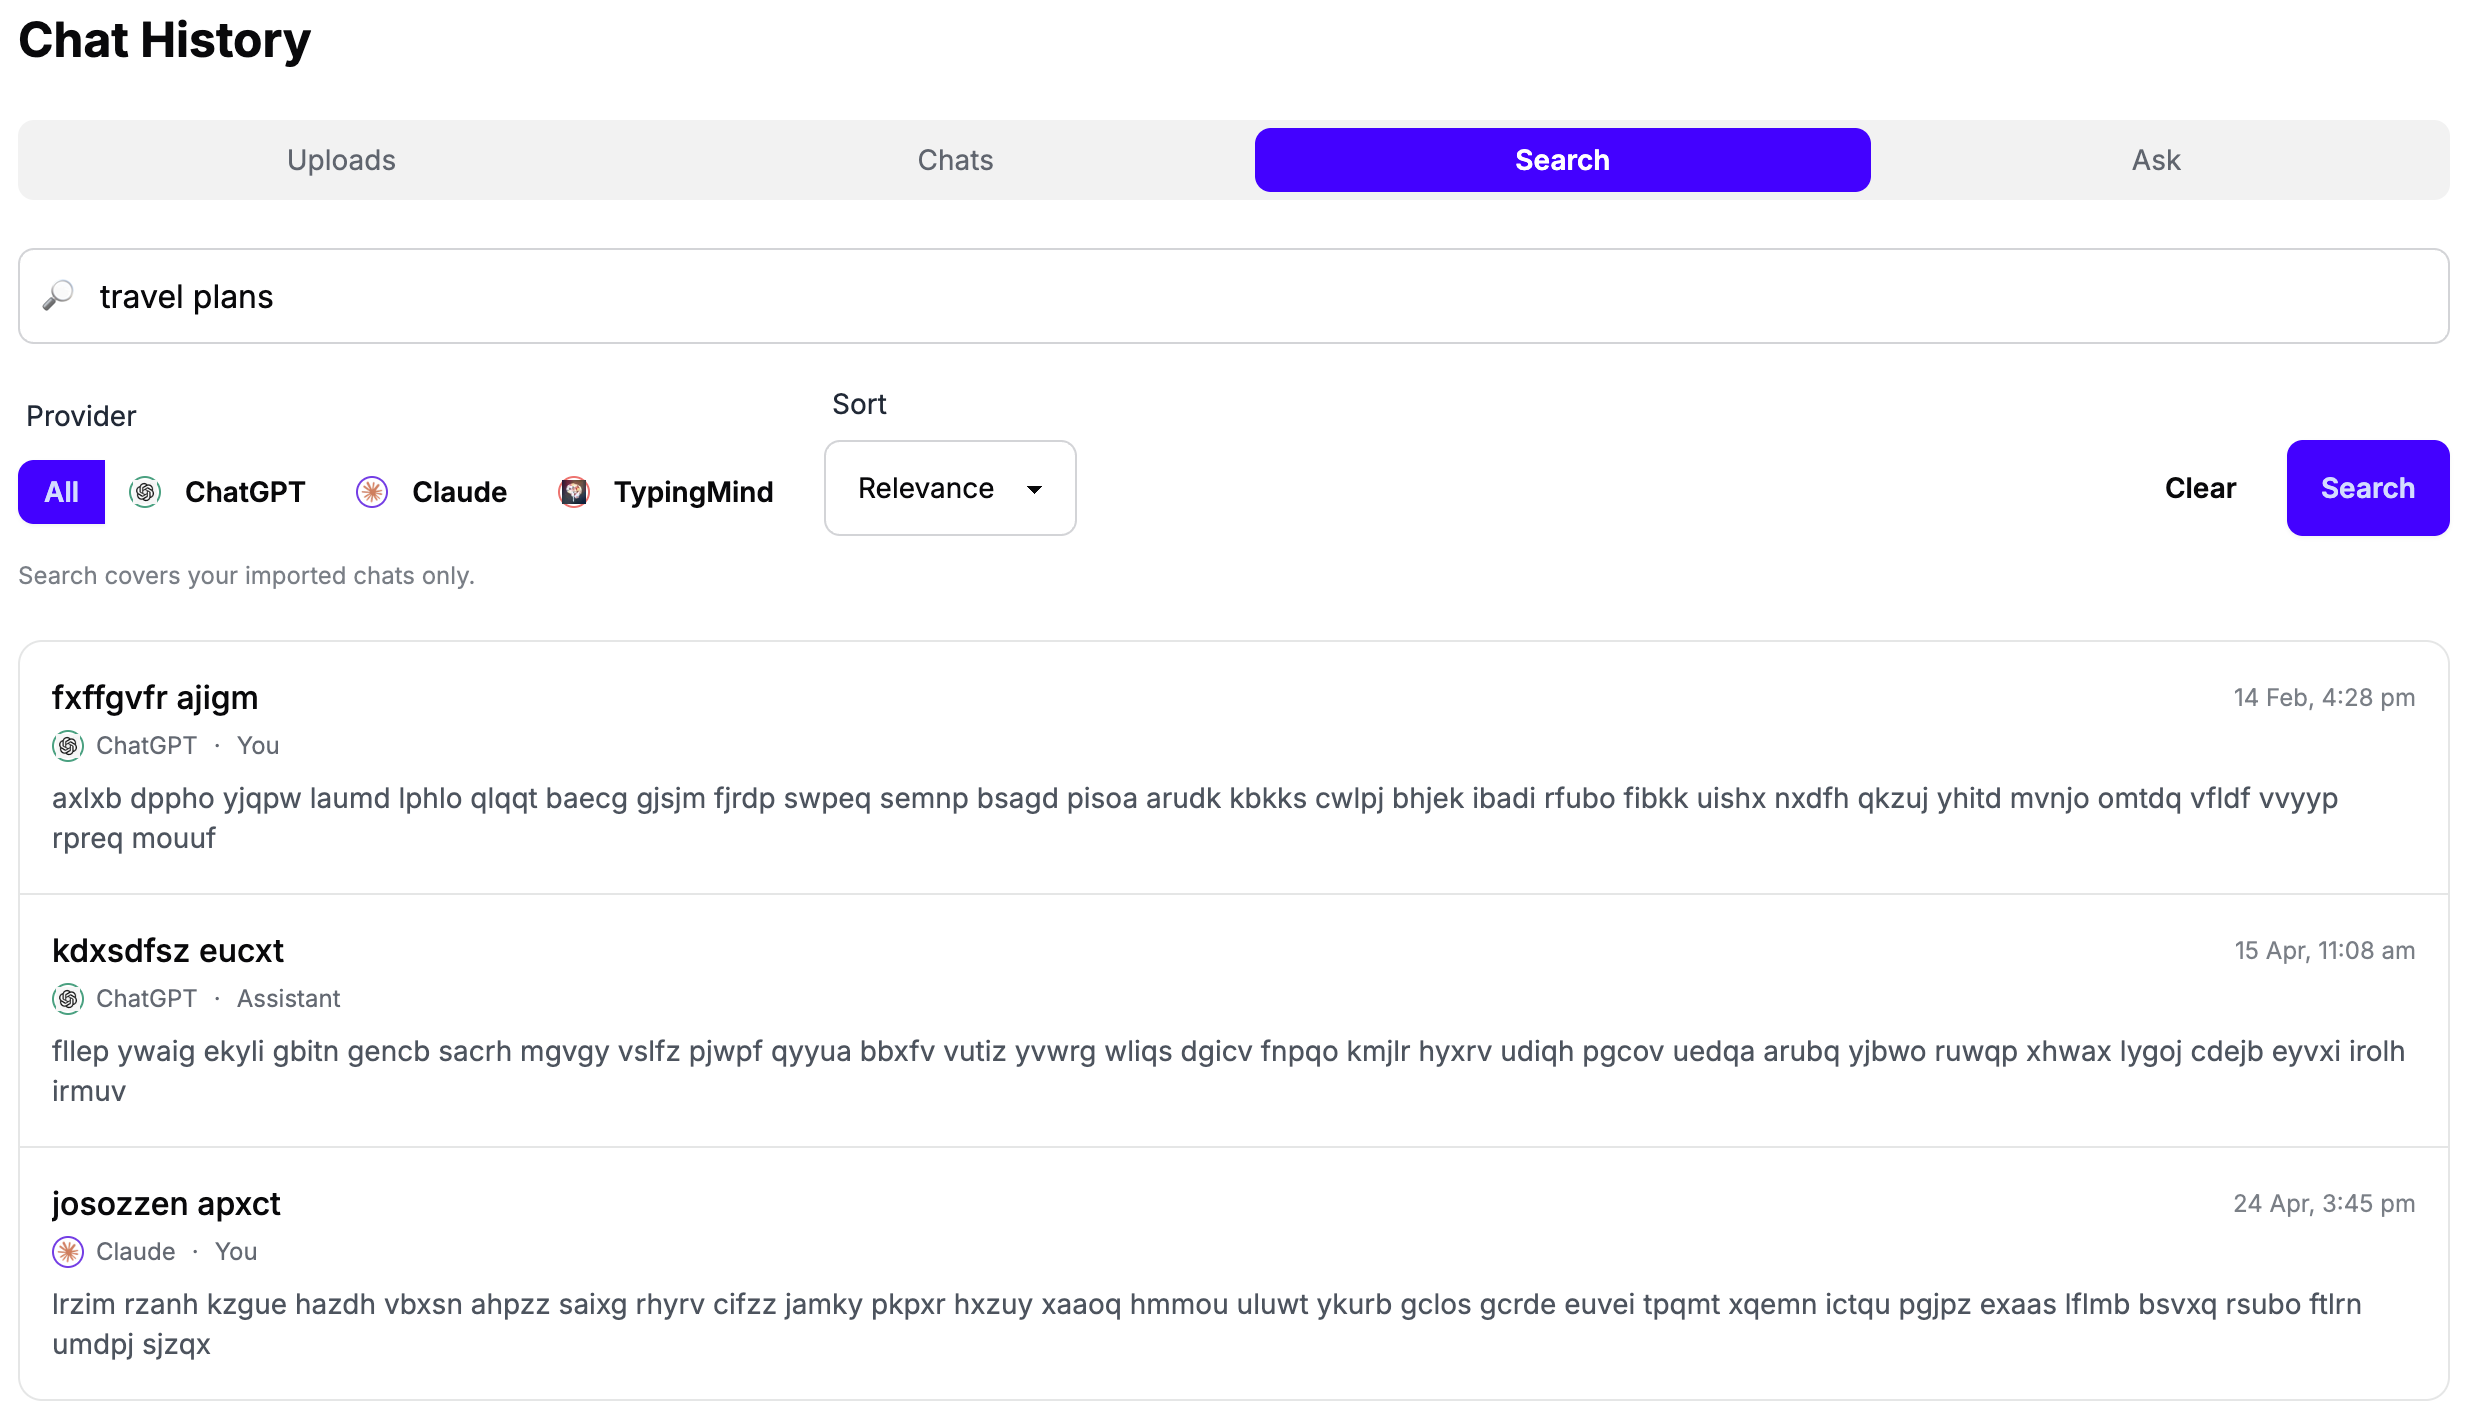 Chat History
Uploads
Chats
Search
Ask
travel plans
Provider
Sort
All
ChatGPT
Claude
TypingMind
Relevance
Clear
Search
Search covers your imported chats only.
fxffgvfr ajigm
14 Feb, 4:28 pm
ChatGPT · You
axlxb dppho yjqpw laumd lphlo qlqqt baecg gjsjm fjrdp swpeq semnp bsagd pisoa arudk kbkks cwlpj bhjek ibadi rfubo fibkk uishx nxdfh qkzuj yhitd mvnjo omtdq vfldf vvyyp
rpreq mouuf
kdxsdfsz eucxt
15 Apr, 11:08 am
ChatGPT · Assistant
fllep ywaig ekyli gbitn gencb sacrh mgvgy vslfz pjwpf qyyua bbxfv vutiz yvwrg wliqs dgicv fnpqo kmjlr hyxrv udiqh pgcov uedqa arubq yjbwo ruwqp xhwax lygoj cdejb eyvxi irolh
irmuv
josozzen apxct
24 Apr, 3:45 pm
Claude · You
lrzim rzanh kzgue hazdh vbxsn ahpzz saixg rhyrv cifzz jamky pkpxr hxzuy xaaoq hmmou uluwt ykurb gclos gcrde euvei tpqmt xqemn ictqu pgjpz exaas lflmb bsvxq rsubo ftlrn
umdpj sjzqx